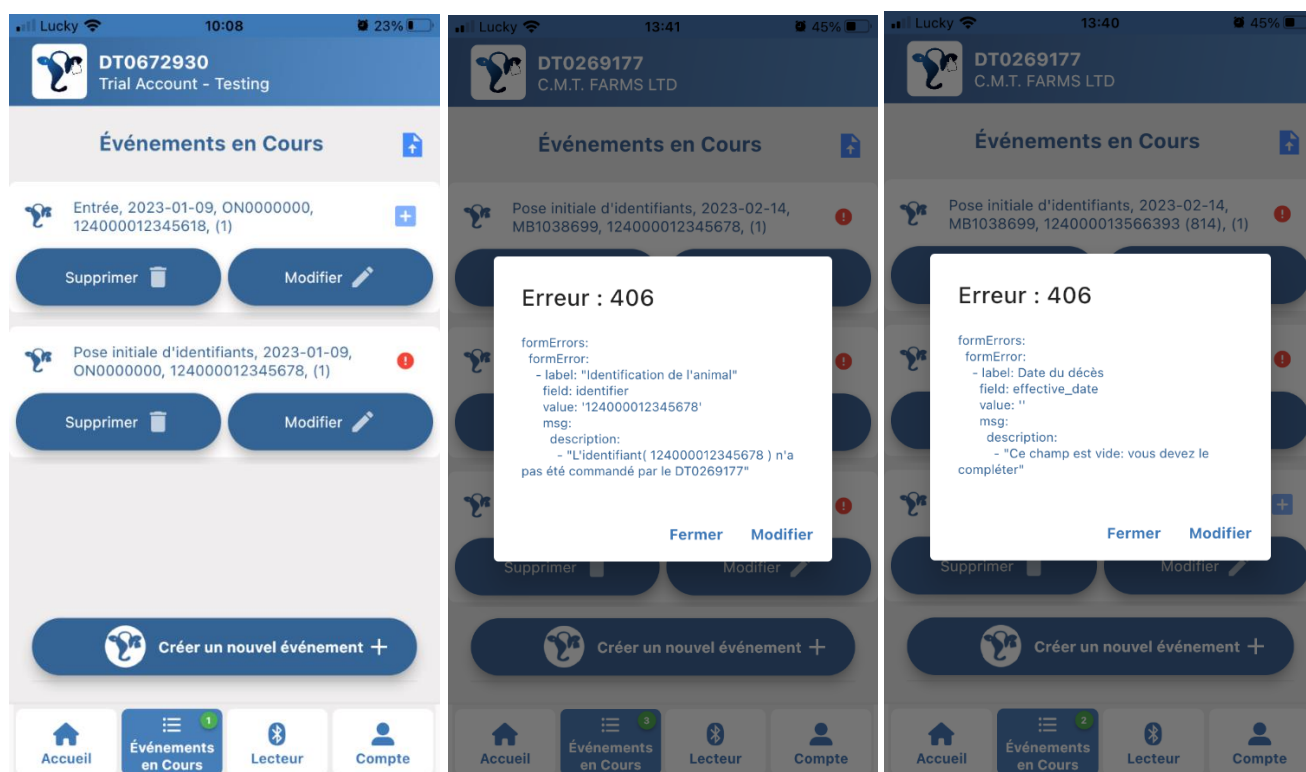 Lucky 10:08 23%
DT0672930
Trial Account - Testing
Événements en Cours
Entrée, 2023-01-09, ON0000000,
124000012345618, (1)
Supprimer Modifier
Pose initiale d'identifiants, 2023-01-
09,
ON0000000, 124000012345678, (1)
Supprimer Modifier
Créer un nouvel événement +
1
Accueil
Événements
en Cours
Lecteur
Compte
Lucky 13:41 45%
DT0269177
C.M.T. FARMS LTD
Événements en Cours
Pose initiale d'identifiants, 2023-02-
14,
MB1038699, 124000012345678, (1)
Erreur : 406
formErrors:
formError:
- label: "Identification de l'animal"
field: identifier
value: '124000012345678'
msg:
description:
- "L'identifiant( 124000012345678 ) n'a
pas été commandé par le DT0269177"
Fermer Modifier
Supprimer Modifier
Créer un nouvel événement +
3
Accueil
Événements
en Cours
Lecteur
Compte
Lucky 13:40 45%
DT0269177
C.M.T. FARMS LTD
Événements en Cours
Pose initiale d'identifiants, 2023-02-
14,
MB1038699, 124000013566393 (814), (1)
Erreur : 406
formErrors:
formError:
- label: Date du décès
field: effective_date
value: ''
msg:
description:
- "Ce champ est vide: vous devez le
compléter"
Fermer Modifier
Supprimer Modifier
Créer un nouvel événement +
2
Accueil
Événements
en Cours
Lecteur
Compte